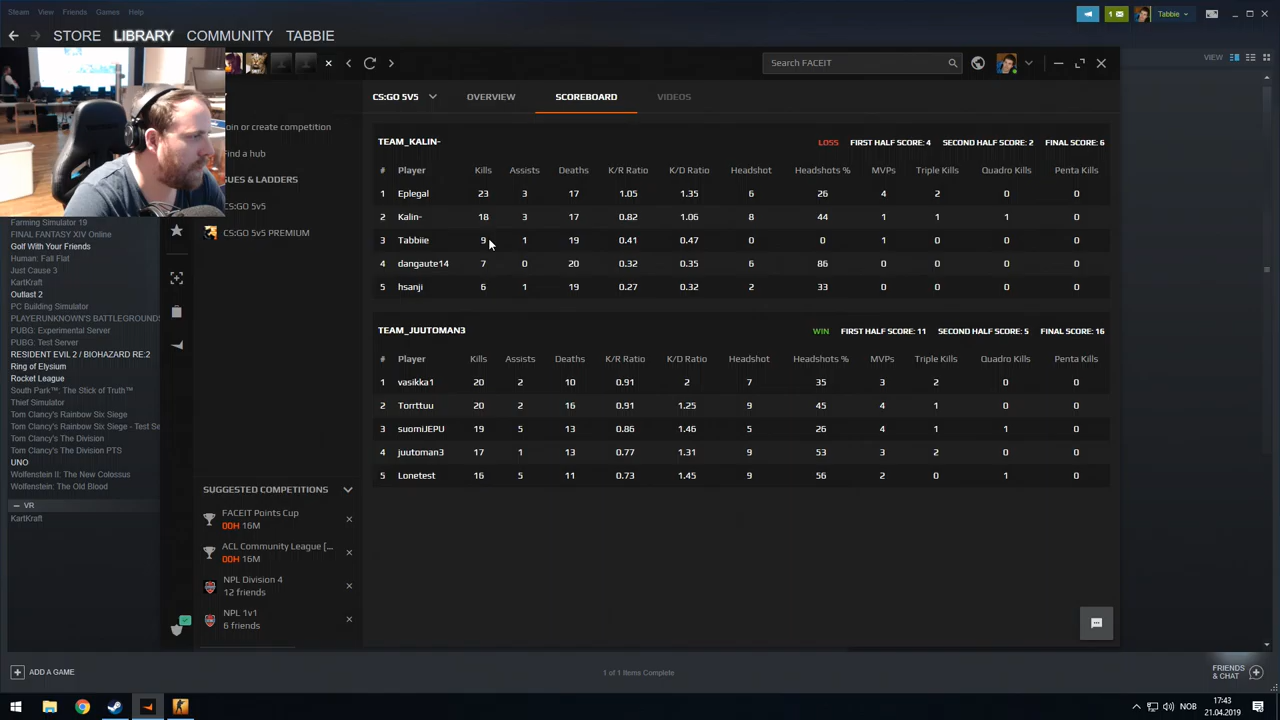 Steam View Friends Games Help
1
Tabbie
STORE LIBRARY COMMUNITY TABBIE
VIEW
Search FACEIT
CS:GO 5V5 OVERVIEW SCOREBOARD VIDEOS
oin or create competition
ind a hub
GUES & LADDERS
CS:GO 5v5
CS:GO 5v5 PREMIUM
TEAM_KALIN- LOSS FIRST HALF SCORE: 4 SECOND HALF SCORE: 2 FINAL SCORE: 6
# Player Kills Assists Deaths K/R Ratio K/D Ratio Headshot Headshots % MVPs Triple Kills Quadro Kills Penta Kills
1 Eplegal 23 3 17 1.05 1.35 6 26 4 2 0 0
2 Kalin- 18 3 17 0.82 1.06 8 44 1 1 1 0
3 Tabbiie 9 1 19 0.41 0.47 0 0 1 0 0 0
4 dangaute14 7 0 20 0.32 0.35 6 86 0 0 0 0
5 hsanji 6 1 19 0.27 0.32 2 33 0 0 0 0
TEAM_JUUTOMAN3 WIN FIRST HALF SCORE: 11 SECOND HALF SCORE: 5 FINAL SCORE: 16
# Player Kills Assists Deaths K/R Ratio K/D Ratio Headshot Headshots % MVPs Triple Kills Quadro Kills Penta Kills
1 vasikka1 20 2 10 0.91 2 7 35 3 2 0 0
2 Torrttuu 20 2 16 0.91 1.25 9 45 4 1 0 0
3 suomiJEPU 19 5 13 0.86 1.46 5 26 4 1 1 0
4 juutoman3 17 1 13 0.77 1.31 9 53 3 2 0 0
5 Lonetest 16 5 11 0.73 1.45 9 56 2 0 1 0
Farming Simulator 19
FINAL FANTASY XIV Online
Golf With Your Friends
Human: Fall Flat
Just Cause 3
KartKraft
Outlast 2
PC Building Simulator
PLAYERUNKNOWN'S BATTLEGROUNDS
PUBG: Experimental Server
PUBG: Test Server
RESIDENT EVIL 2 / BIOHAZARD RE:2
Ring of Elysium
Rocket League
South Park™: The Stick of Truth™
Thief Simulator
Tom Clancy's Rainbow Six Siege
Tom Clancy's Rainbow Six Siege - Test Se
Tom Clancy's The Division
Tom Clancy's The Division PTS
UNO
Wolfenstein II: The New Colossus
Wolfenstein: The Old Blood
VR
KartKraft
SUGGESTED COMPETITIONS
FACEIT Points Cup
00H 16M
ACL Community League [...
00H 16M
NPL Division 4
12 friends
NPL 1v1
6 friends
ADD A GAME
1 of 1 Items Complete
FRIENDS
& CHAT
NOB
17:43
21.04.2019